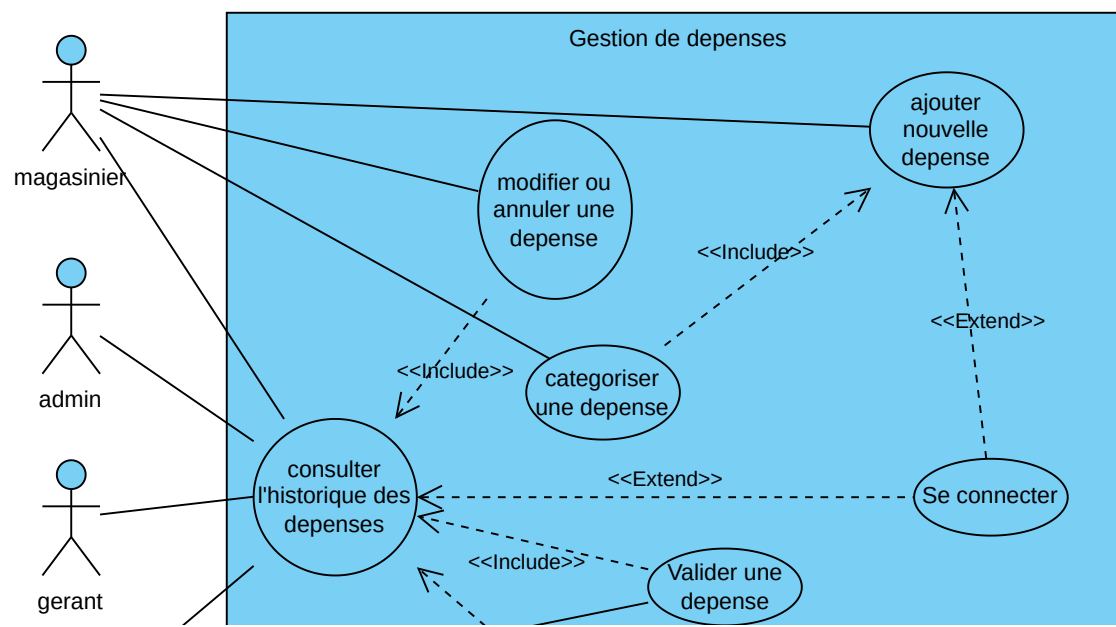 Gestion de depenses
magasinier
ajouter
nouvelle
depense
modifier ou
annuler une
depense
<<Include>>
<<Extend>>
admin
<<Include>>
categoriser
une depense
consulter
l'historique des
depenses
<<Extend>>
Se connecter
gerant
<<Include>>
Valider une
depense